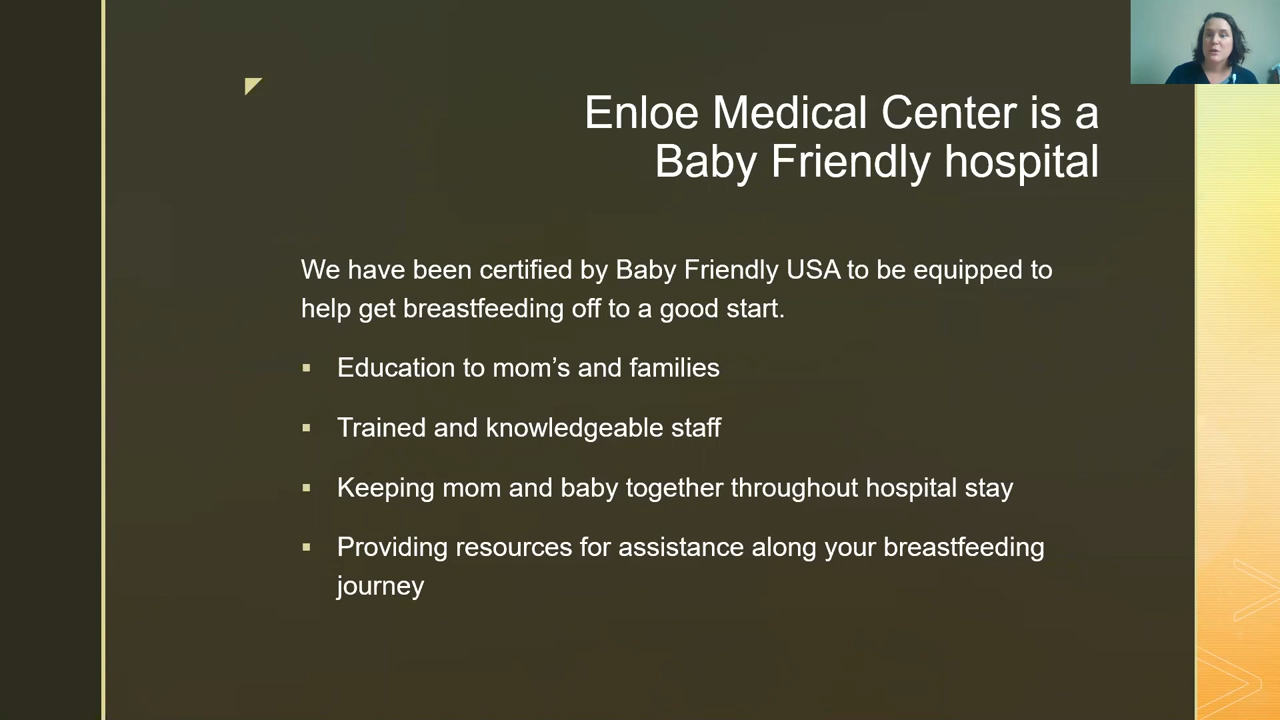 Enloe Medical Center is a
Baby Friendly hospital
We have been certified by Baby Friendly USA to be equipped to
help get breastfeeding off to a good start.
▪ Education to mom’s and families
▪ Trained and knowledgeable staff
▪ Keeping mom and baby together throughout hospital stay
▪ Providing resources for assistance along your breastfeeding
journey